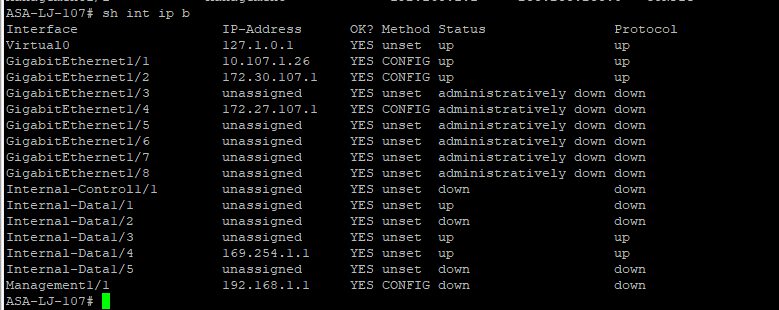 ASA-LJ-107# sh int ip b
Interface IP-Address OK? Method Status Protocol
Virtual0 127.1.0.1 YES unset up up
GigabitEthernet1/1 10.107.1.26 YES CONFIG up up
GigabitEthernet1/2 172.30.107.1 YES CONFIG up up
GigabitEthernet1/3 unassigned YES unset administratively down down
GigabitEthernet1/4 172.27.107.1 YES CONFIG administratively down down
GigabitEthernet1/5 unassigned YES unset administratively down down
GigabitEthernet1/6 unassigned YES unset administratively down down
GigabitEthernet1/7 unassigned YES unset administratively down down
GigabitEthernet1/8 unassigned YES unset administratively down down
Internal-Control1/1 unassigned YES unset down down
Internal-Data1/1 unassigned YES unset up down
Internal-Data1/2 unassigned YES unset down down
Internal-Data1/3 unassigned YES unset up up
Internal-Data1/4 169.254.1.1 YES unset up up
Internal-Data1/5 unassigned YES unset down down
Management1/1 192.168.1.1 YES CONFIG down down
ASA-LJ-107#